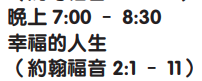 晚上 7:00 – 8:30
幸福的人生
（約翰福音 2:1 – 11）